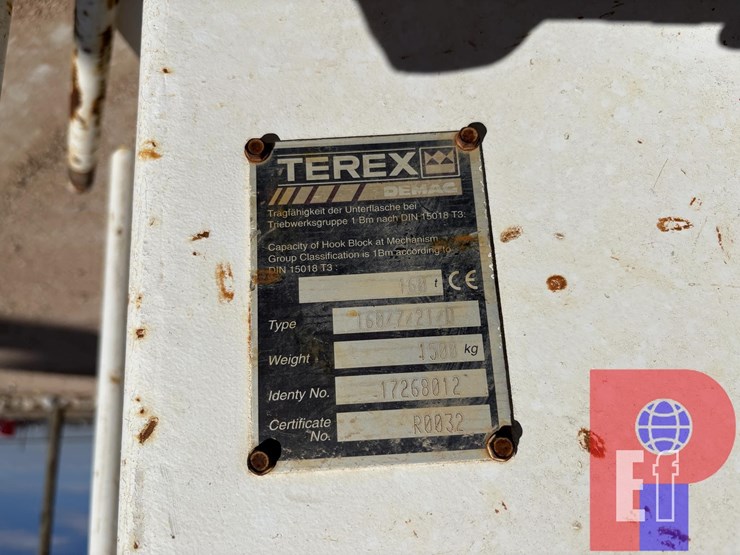 TEREX
DEMAG
Tragfähigkeit der Unterflasche bei
Triebwerksgruppe 1 Bm nach DIN 15018 T3:
Capacity of Hook Block at Mechanism
Group Classification is 1Bm according to
DIN 15018 T3 :
160 t CE
Type 160/7/21/D
Weight kg
Identy No. 17268012
Certificate R0032
No.
E f